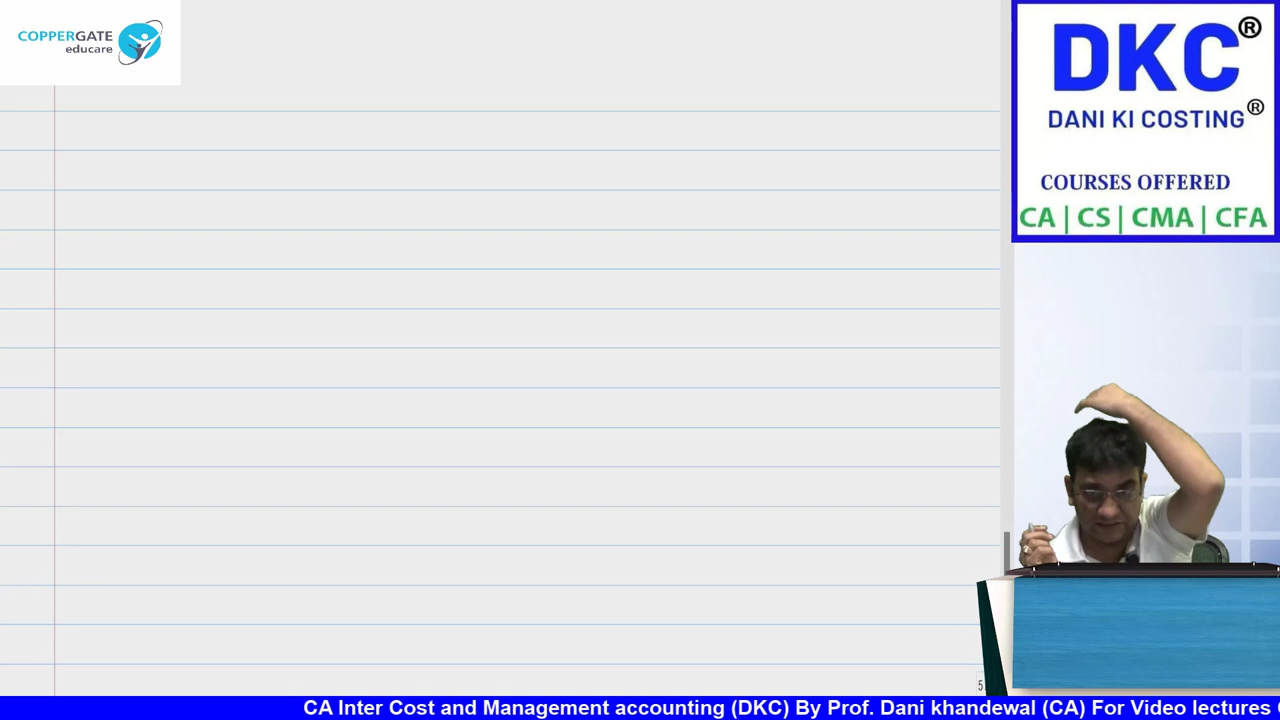 COPPERGATE
educare
DKC®
DANI KI COSTING®
COURSES OFFERED
CA | CS | CMA | CFA
5
CA Inter Cost and Management accounting (DKC) By Prof. Dani khandewal (CA) For Video lectures